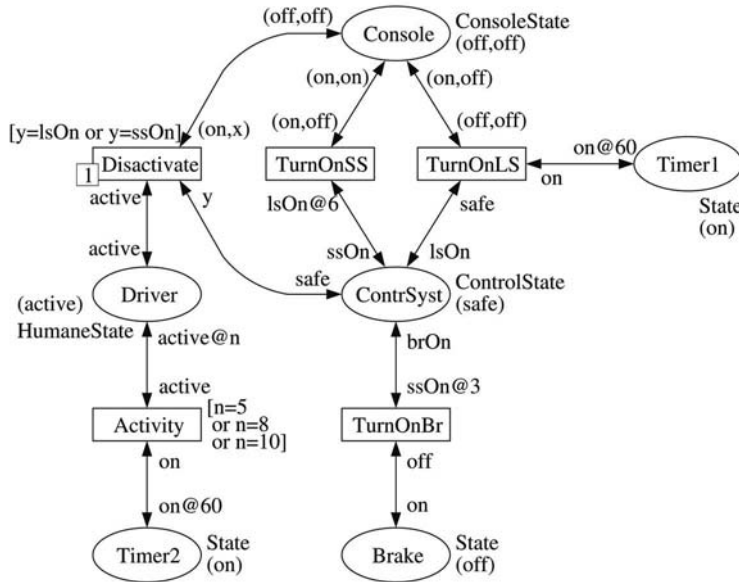 (off,off)
Console
ConsoleState
(off,off)
(on,on)
(on,off)
[y=lsOn or y=ssOn]
(on,x)
(on,off)
(off,off)
on@60
1
Disactivate
TurnOnSS
TurnOnLS
Timer1
on
active
y
lsOn@6
safe
State
(on)
active
ssOn
lsOn
safe
Driver
ContrSyst
ControlState
(safe)
(active)
HumaneState
active@n
brOn
active
ssOn@3
Activity
[n=5
or n=8
or n=10]
TurnOnBr
on
off
on@60
on
Timer2
State
(on)
Brake
State
(off)